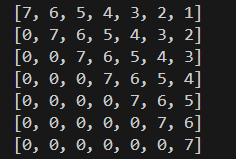 [7, 6, 5, 4, 3, 2, 1]
[0, 7, 6, 5, 4, 3, 2]
[0, 0, 7, 6, 5, 4, 3]
[0, 0, 0, 7, 6, 5, 4]
[0, 0, 0, 0, 7, 6, 5]
[0, 0, 0, 0, 0, 7, 6]
[0, 0, 0, 0, 0, 0, 7]